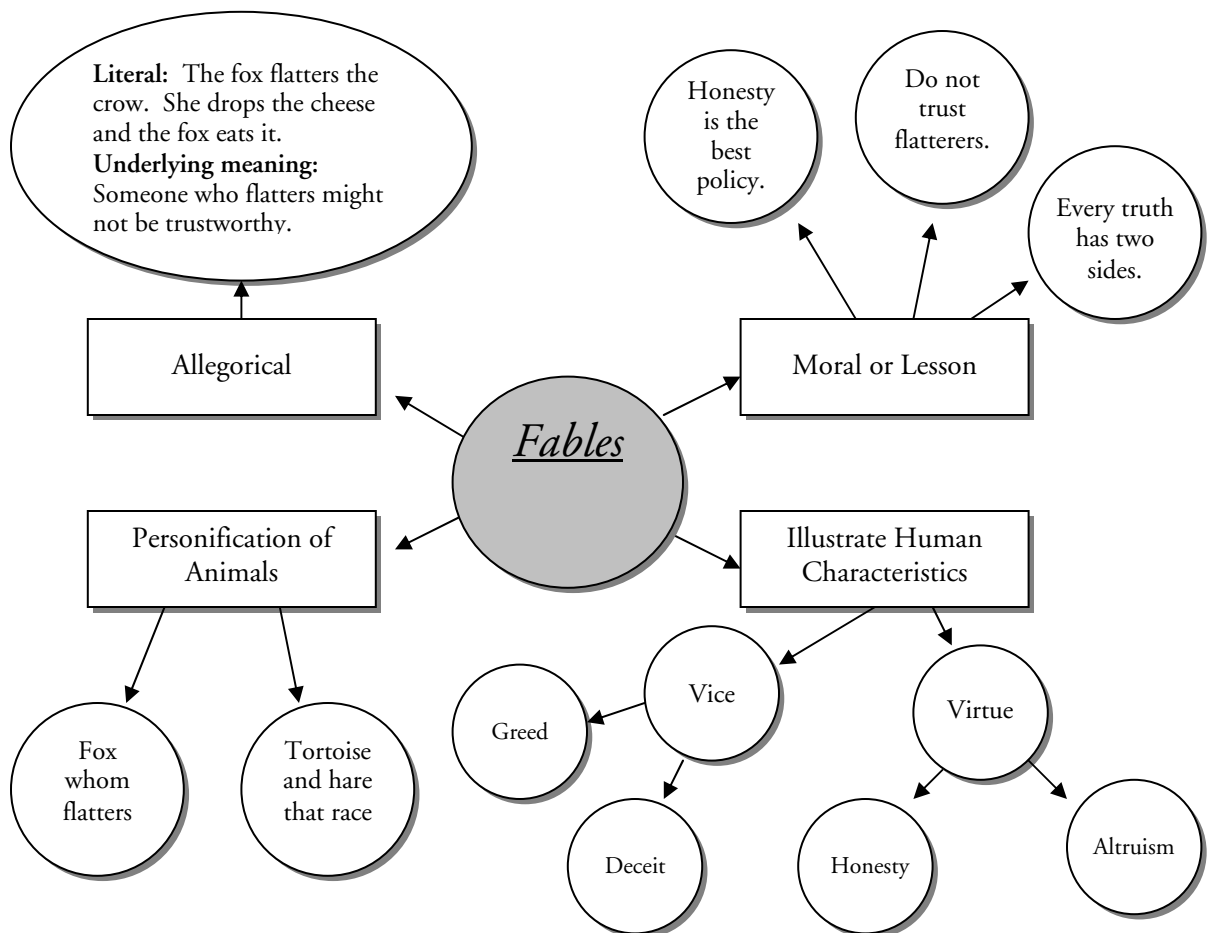 Literal:  The fox flatters the
crow.  She drops the cheese
and the fox eats it.
Underlying meaning:
Someone who flatters might
not be trustworthy.
Honesty
is the
best
policy.
Do not
trust
flatterers.
Every truth
has two
sides.
Allegorical
Moral or Lesson
Fables
Personification of
Animals
Illustrate Human
Characteristics
Fox
whom
flatters
Tortoise
and hare
that race
Greed
Vice
Deceit
Virtue
Honesty
Altruism